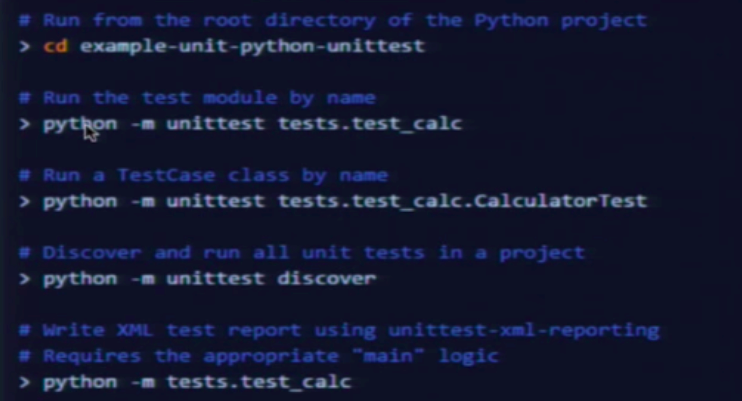 # Run from the root directory of the Python project
> cd example-unit-python-unittest
# Run the test module by name
> python -m unittest tests.test_calc
# Run a TestCase class by name
> python -m unittest tests.test_calc.CalculatorTest
# Discover and run all unit tests in a project
> python -m unittest discover
# Write XML test report using unittest-xml-reporting
# Requires the appropriate "main" logic
> python -m tests.test_calc